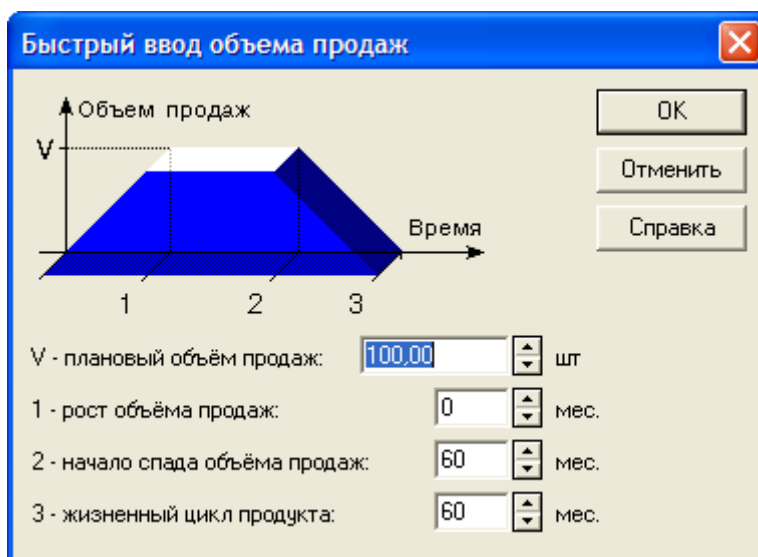 Быстрый ввод объема продаж
Объем продаж
OK
V
Отменить
Время
Справка
1 2 3
V - плановый объём продаж: 100,00 шт
1 - рост объёма продаж: 0 мес.
2 - начало спада объёма продаж: 60 мес.
3 - жизненный цикл продукта: 60 мес.